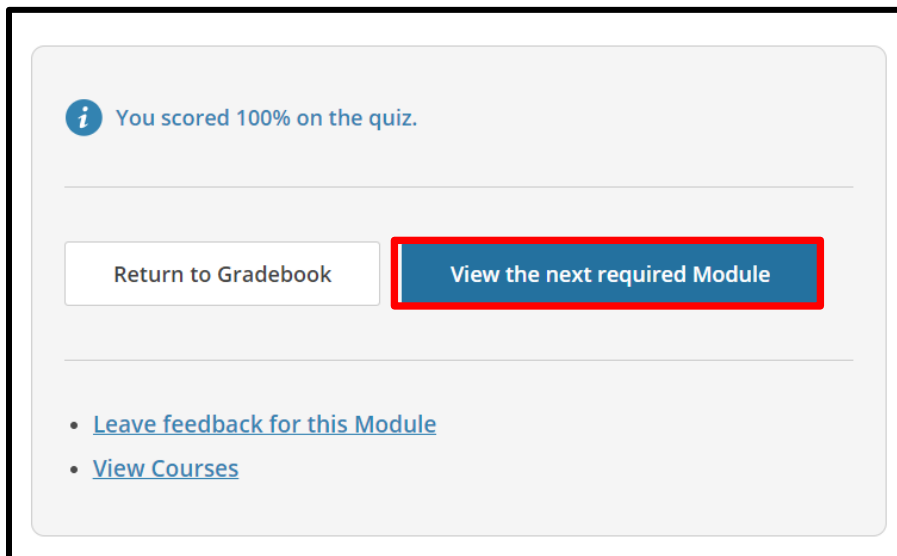 i You scored 100% on the quiz.
Return to Gradebook View the next required Module
Leave feedback for this Module
View Courses